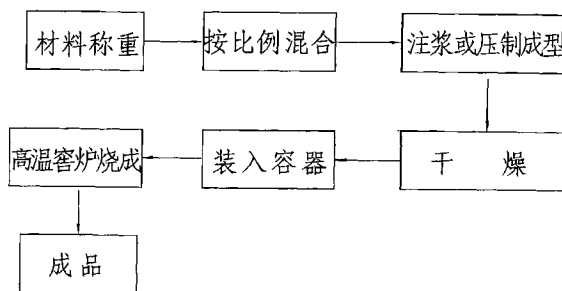 材料称重
按比例混合
注浆或压制成型
干燥
装入容器
高温窖炉烧成
成品